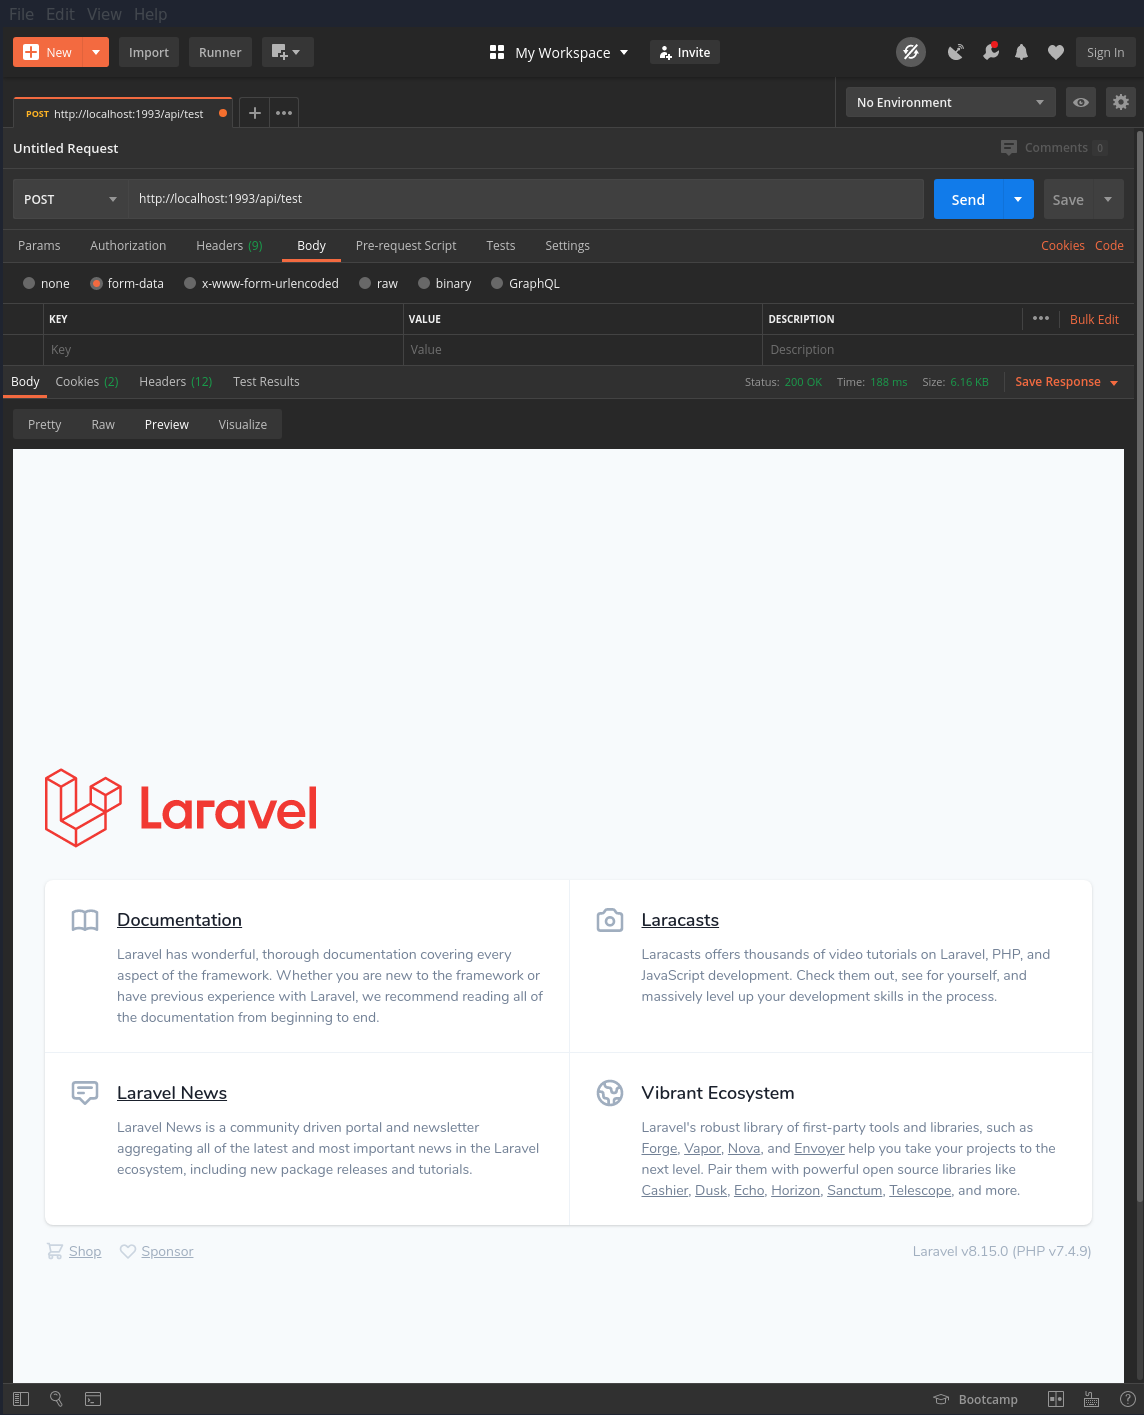 File Edit View Help
New Import Runner My Workspace Invite Sign In
POST http://localhost:1993/api/test No Environment
Untitled Request Comments 0
POST http://localhost:1993/api/test Send Save
Params Authorization Headers (9) Body Pre-request Script Tests Settings Cookies Code
none form-data x-www-form-urlencoded raw binary GraphQL
KEY VALUE DESCRIPTION Bulk Edit
Key Value Description
Body Cookies (2) Headers (12) Test Results Status: 200 OK Time: 188 ms Size: 6.16 KB Save Response
Pretty Raw Preview Visualize
Laravel
Documentation
Laravel has wonderful, thorough documentation covering every
aspect of the framework. Whether you are new to the framework or
have previous experience with Laravel, we recommend reading all of
the documentation from beginning to end.
Laracasts
Laracasts offers thousands of video tutorials on Laravel, PHP, and
JavaScript development. Check them out, see for yourself, and
massively level up your development skills in the process.
Laravel News
Laravel News is a community driven portal and newsletter
aggregating all of the latest and most important news in the Laravel
ecosystem, including new package releases and tutorials.
Vibrant Ecosystem
Laravel's robust library of first-party tools and libraries, such as
Forge, Vapor, Nova, and Envoyer help you take your projects to the
next level. Pair them with powerful open source libraries like
Cashier, Dusk, Echo, Horizon, Sanctum, Telescope, and more.
Shop Sponsor Laravel v8.15.0 (PHP v7.4.9)
Bootcamp